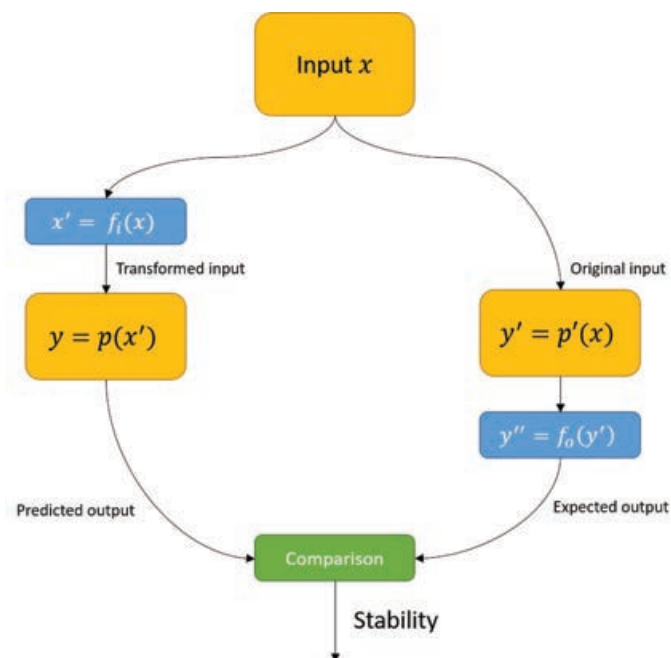 Input x
x′ = fᵢ(x)
Transformed input
Original input
y = p(x′)
y′ = p′(x)
y″ = fₒ(y′)
Predicted output
Expected output
Comparison
Stability